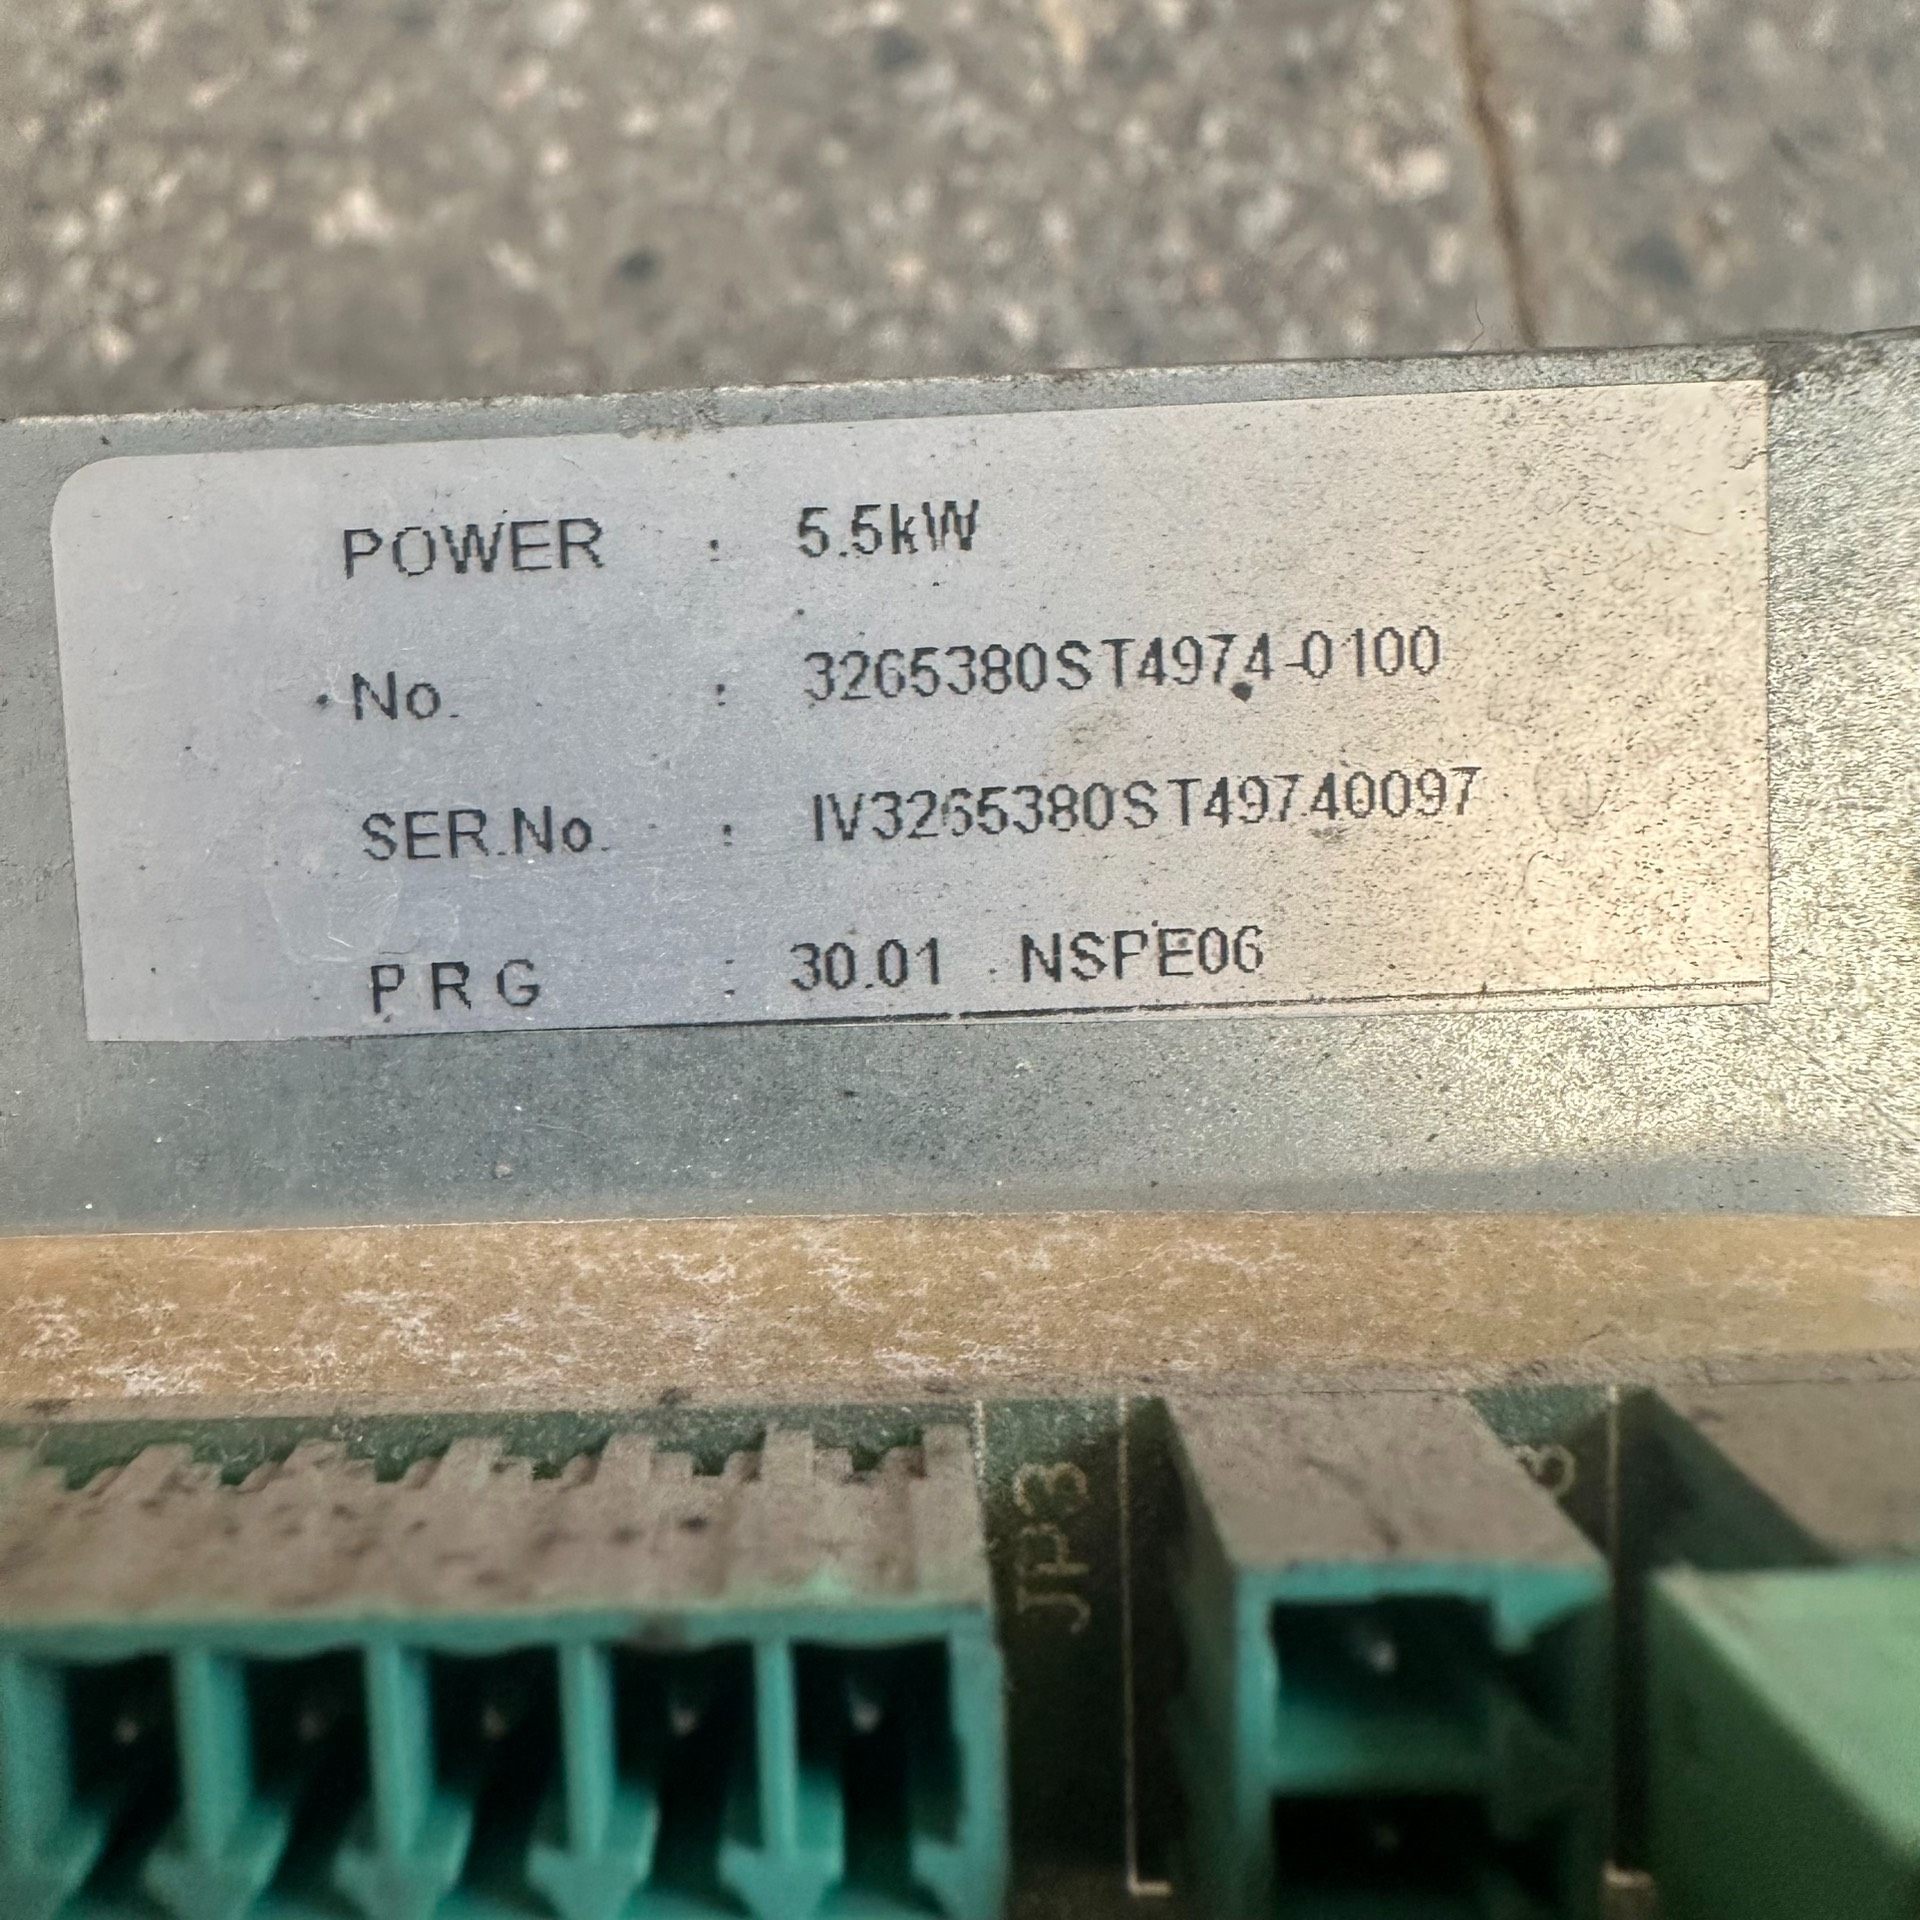 POWER : 5.5kW
No. : 3265380ST4974-0100
SER.No. : IV3265380ST49740097
PRG : 30.01 NSPE06
JP3